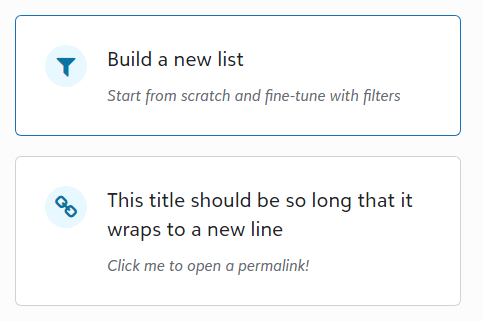 Build a new list
Start from scratch and fine-tune with filters
This title should be so long that it
wraps to a new line
Click me to open a permalink!